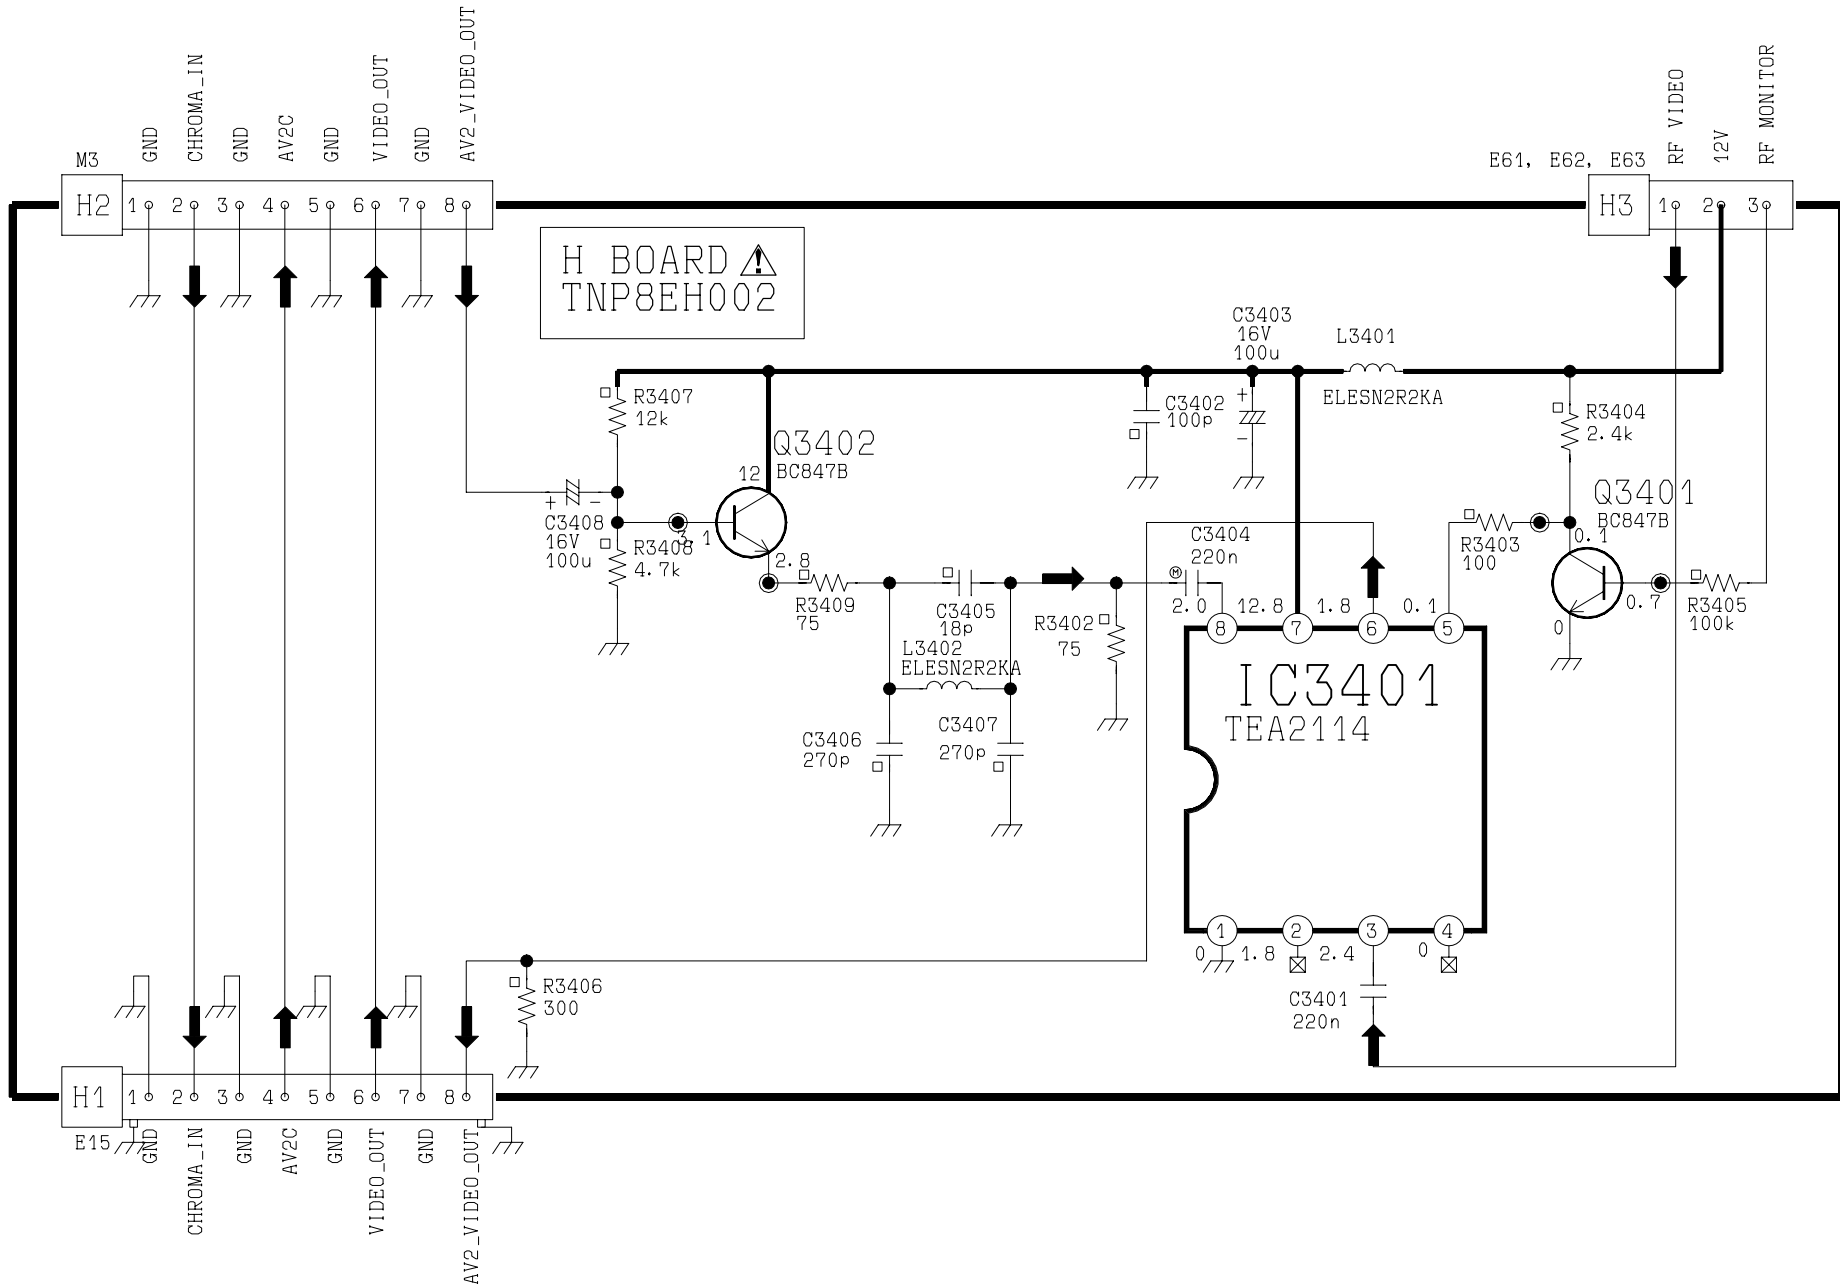 GND
CHROMA_IN
GND
AV2C
GND
VIDEO_OUT
GND
AV2_VIDEO_OUT
M3
H2
1
2
3
4
5
6
7
8
E61, E62, E63
RF VIDEO
12V
RF MONITOR
H3
1
2
3
H BOARD
TNP8EH002
C3403
16V
100u
L3401
ELESN2R2KA
R3407
12k
C3402
100p
+
-
R3404
2.4k
Q3402
BC847B
12
Q3401
BC847B
+
-
C3408
16V
100u
3.1
R3408
4.7k
2.8
R3409
75
C3405
18p
L3402
ELESN2R2KA
R3402
75
C3404
220n
M
2.0
12.8
1.8
0.1
R3403
100
0.1
0.7
0
R3405
100k
8
7
6
5
IC3401
TEA2114
C3406
270p
C3407
270p
1
2
3
4
0
1.8
2.4
0
C3401
220n
R3406
300
H1
1
2
3
4
5
6
7
8
E15
GND
CHROMA_IN
GND
AV2C
GND
VIDEO_OUT
GND
AV2_VIDEO_OUT